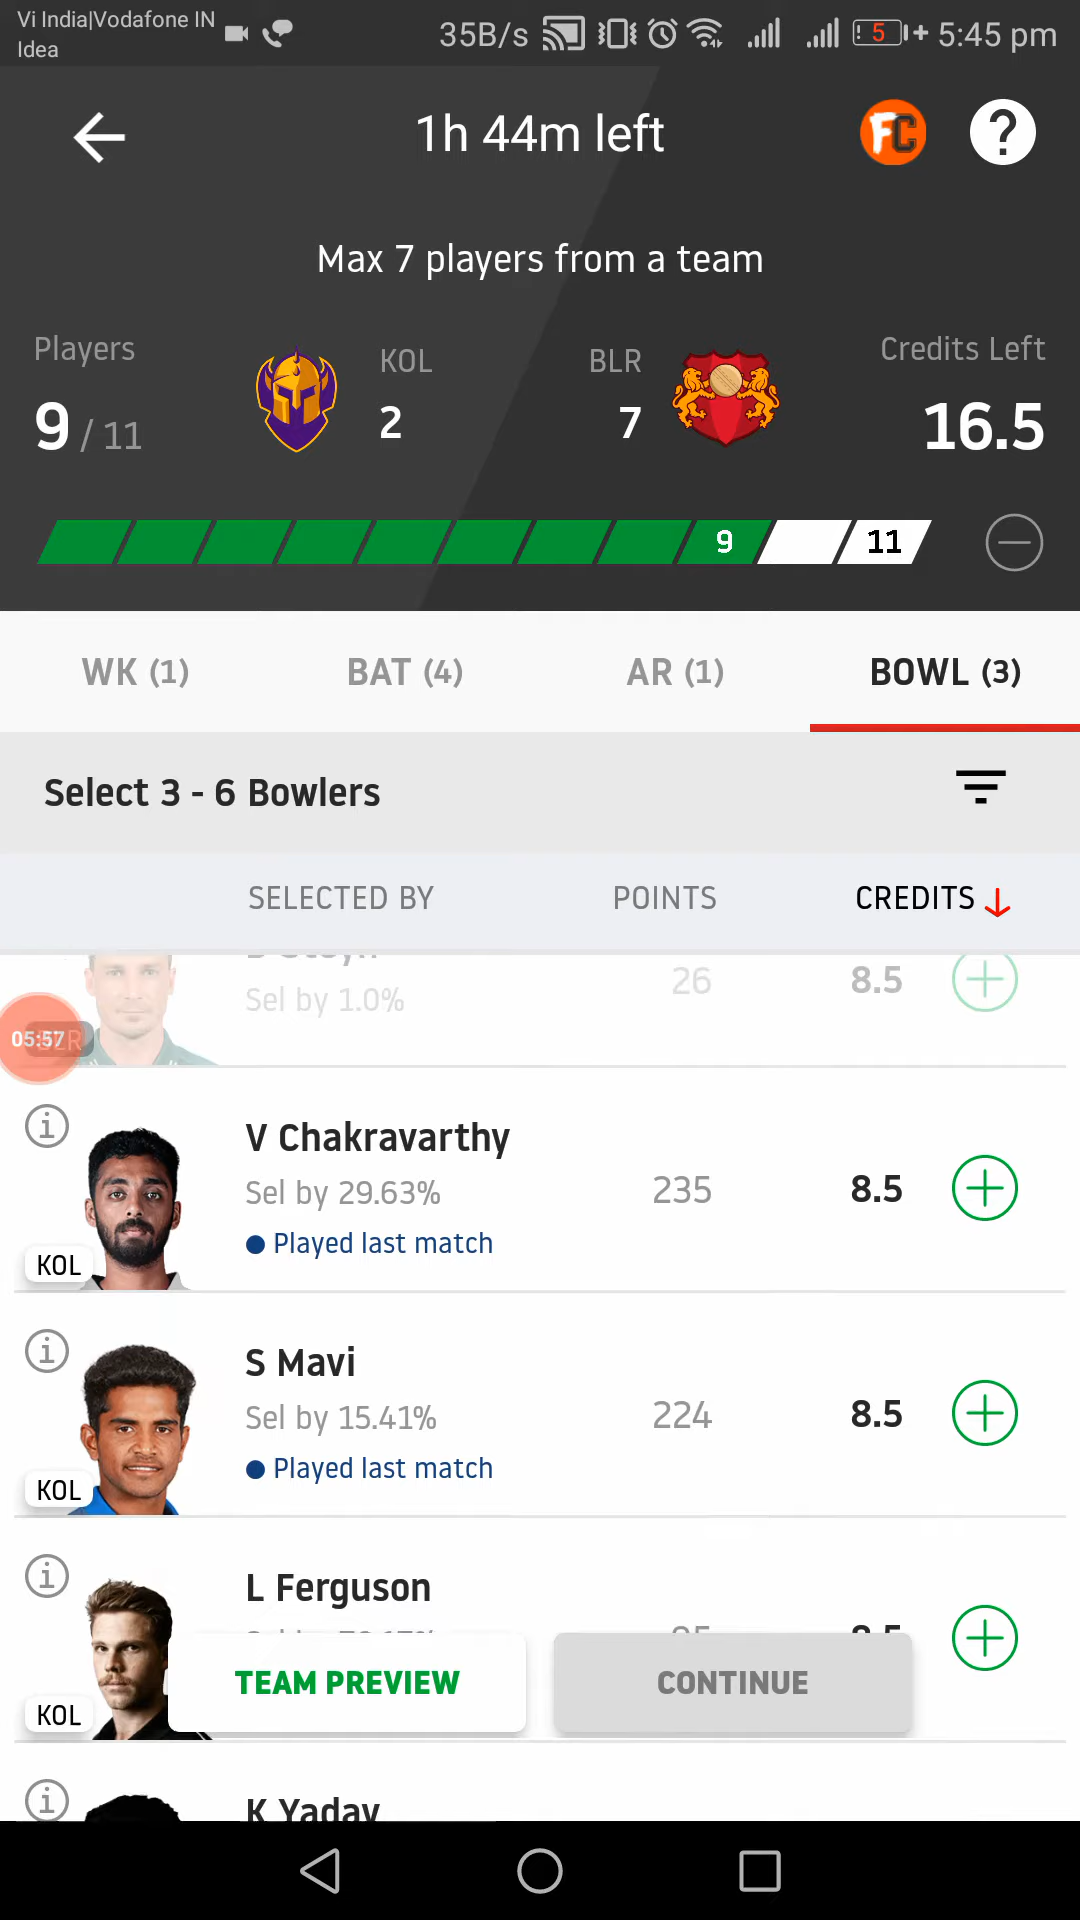 Vi India|Vodafone IN
Idea
35B/s
5
5:45 pm
1h 44m left
FC
?
Max 7 players from a team
Players
KOL
BLR
Credits Left
9 / 11
2
7
16.5
9
11
WK (1)
BAT (4)
AR (1)
BOWL (3)
Select 3 - 6 Bowlers
SELECTED BY
POINTS
CREDITS
Sel by 1.0%
26
8.5
05:57
BLR
V Chakravarthy
Sel by 29.63%
235
8.5
Played last match
KOL
S Mavi
Sel by 15.41%
224
8.5
Played last match
KOL
L Ferguson
8.5
KOL
TEAM PREVIEW
CONTINUE
K Yadav